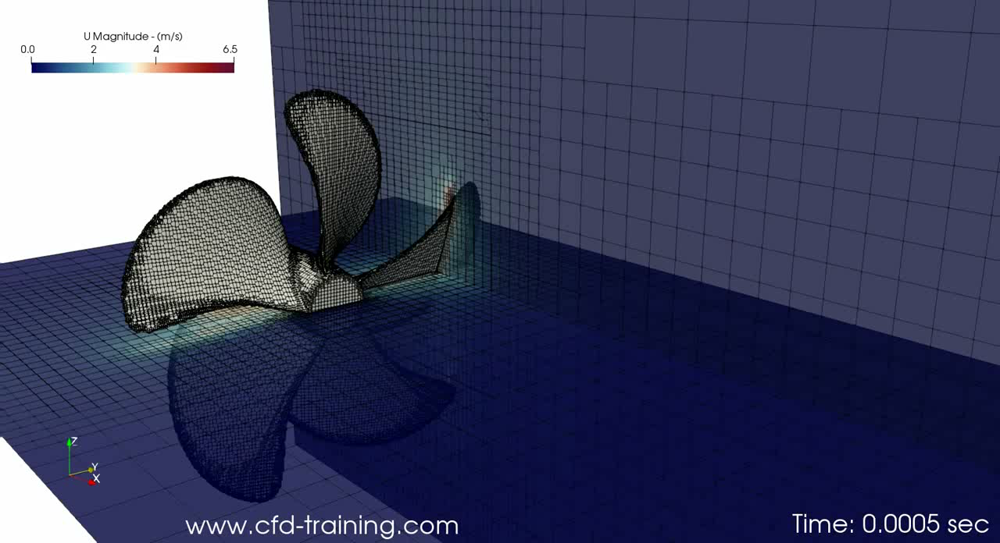 U Magnitude - (m/s)
0.0 2 4 6.5
Z
Y
X
www.cfd-training.com
Time: 0.0005 sec